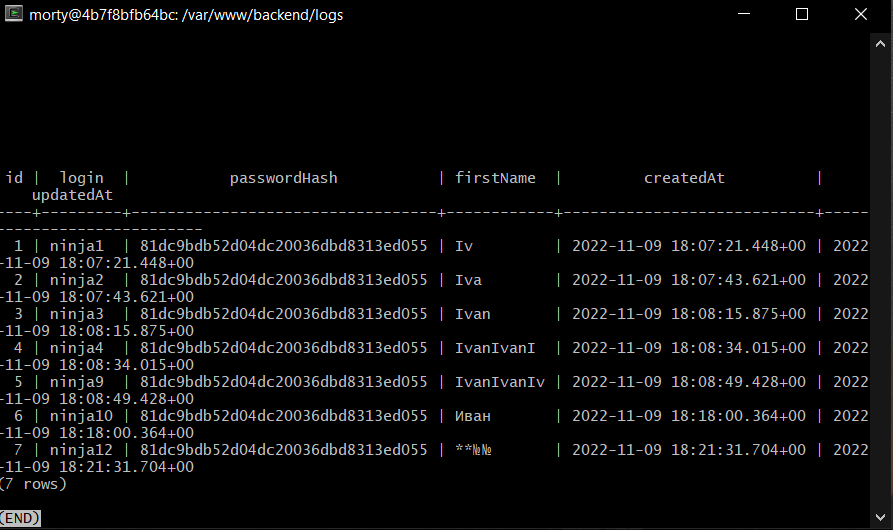 morty@4b7f8bfb64bc: /var/www/backend/logs
id | login | passwordHash | firstName | createdAt |
updatedAt
----+---------+----------------------------------+------------+----------------------------+-----
-----------------------
1 | ninja1 | 81dc9bdb52d04dc20036dbd8313ed055 | Iv | 2022-11-09 18:07:21.448+00 | 2022
-11-09 18:07:21.448+00
2 | ninja2 | 81dc9bdb52d04dc20036dbd8313ed055 | Iva | 2022-11-09 18:07:43.621+00 | 2022
-11-09 18:07:43.621+00
3 | ninja3 | 81dc9bdb52d04dc20036dbd8313ed055 | Ivan | 2022-11-09 18:08:15.875+00 | 2022
-11-09 18:08:15.875+00
4 | ninja4 | 81dc9bdb52d04dc20036dbd8313ed055 | IvanIvanI | 2022-11-09 18:08:34.015+00 | 2022
-11-09 18:08:34.015+00
5 | ninja9 | 81dc9bdb52d04dc20036dbd8313ed055 | IvanIvanIv | 2022-11-09 18:08:49.428+00 | 2022
-11-09 18:08:49.428+00
6 | ninja10 | 81dc9bdb52d04dc20036dbd8313ed055 | Иван | 2022-11-09 18:18:00.364+00 | 2022
-11-09 18:18:00.364+00
7 | ninja12 | 81dc9bdb52d04dc20036dbd8313ed055 | **№№ | 2022-11-09 18:21:31.704+00 | 2022
-11-09 18:21:31.704+00
(7 rows)
(END)